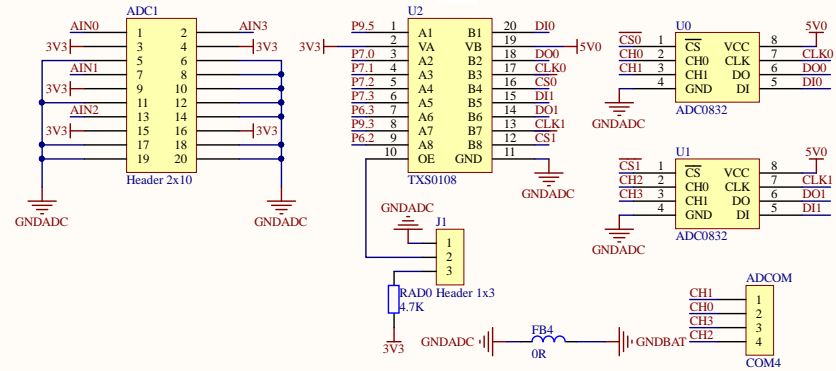 ADC1
AIN0 1 2 AIN3
3V3 3 4 3V3
5 6
AIN1 7 8
3V3 9 10
11 12
AIN2 13 14
3V3 15 16 3V3
17 18
19 20
Header 2x10
GNDADC GNDADC
U2
P9.5 1 A1 B1 20 DI0
3V3 2 VA VB 19 5V0
P7.0 3 A2 B2 18 DO0
P7.1 4 A3 B3 17 CLK0
P7.2 5 A4 B4 16 CS0
P7.3 6 A5 B5 15 DI1
P6.3 7 A6 B6 14 DO1
P9.3 8 A7 B7 13 CLK1
P6.2 9 A8 B8 12 CS1
10 OE GND 11
TXS0108
GNDADC
GNDADC
J1
1
2
3
RAD0 Header 1x3
4.7K
3V3
U0
5V0
CS0 1 CS VCC 8
CH0 2 CH0 CLK 7 CLK0
CH1 3 CH1 DO 6 DO0
4 GND DI 5 DI0
ADC0832
GNDADC
U1
5V0
CS1 1 CS VCC 8
CH2 2 CH0 CLK 7 CLK1
CH3 3 CH1 DO 6 DO1
4 GND DI 5 DI1
ADC0832
GNDADC
FB4
GNDADC GNDBAT
0R
ADCOM
CH1 1
CH0 2
CH3 3
CH2 4
COM4